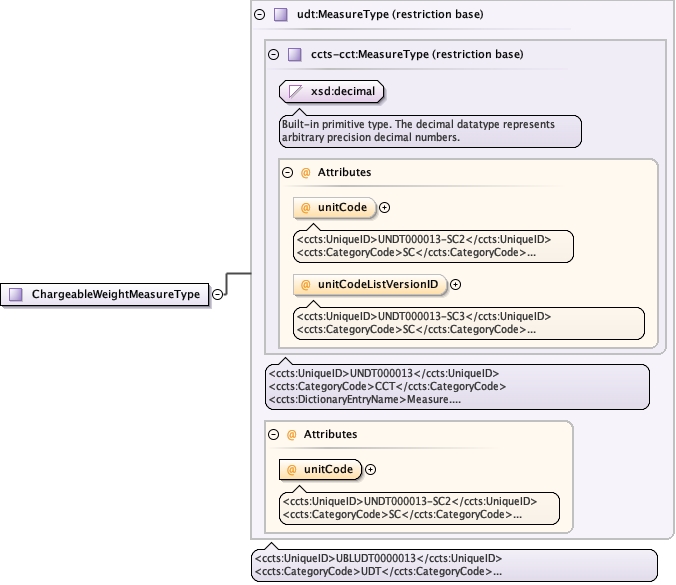 udt:MeasureType (restriction base)
ccts-cct:MeasureType (restriction base)
xsd:decimal
Built-in primitive type. The decimal datatype represents
arbitrary precision decimal numbers.
@ Attributes
@ unitCode
<ccts:UniqueID>UNDT000013-SC2</ccts:UniqueID>
<ccts:CategoryCode>SC</ccts:CategoryCode>...
@ unitCodeListVersionID
<ccts:UniqueID>UNDT000013-SC3</ccts:UniqueID>
<ccts:CategoryCode>SC</ccts:CategoryCode>...
ChargeableWeightMeasureType
<ccts:UniqueID>UNDT000013</ccts:UniqueID>
<ccts:CategoryCode>CCT</ccts:CategoryCode>
<ccts:DictionaryEntryName>Measure....
@ Attributes
@ unitCode
<ccts:UniqueID>UNDT000013-SC2</ccts:UniqueID>
<ccts:CategoryCode>SC</ccts:CategoryCode>...
<ccts:UniqueID>UBLUDT0000013</ccts:UniqueID>
<ccts:CategoryCode>UDT</ccts:CategoryCode>...